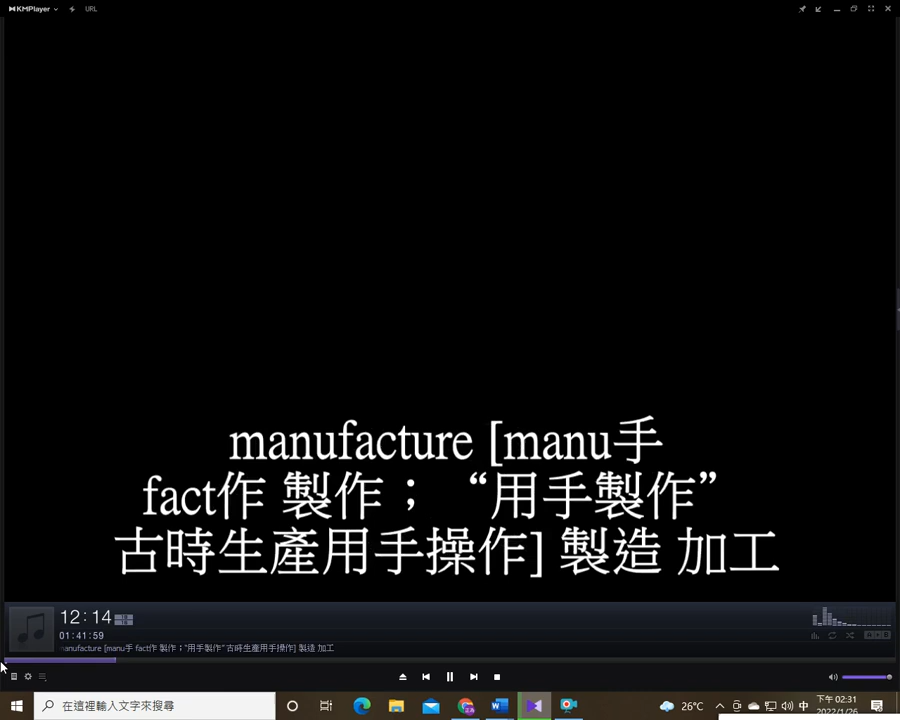 KMPlayer
URL
manufacture [manu手
fact作 製作； “用手製作”
古時生產用手操作] 製造 加工
12:14
01:41:59
manufacture [manu手 fact作 製作；“用手製作” 古時生產用手操作] 製造 加工
在這裡輸入文字來搜尋
26°C
中
下午 02:31
2022/1/26